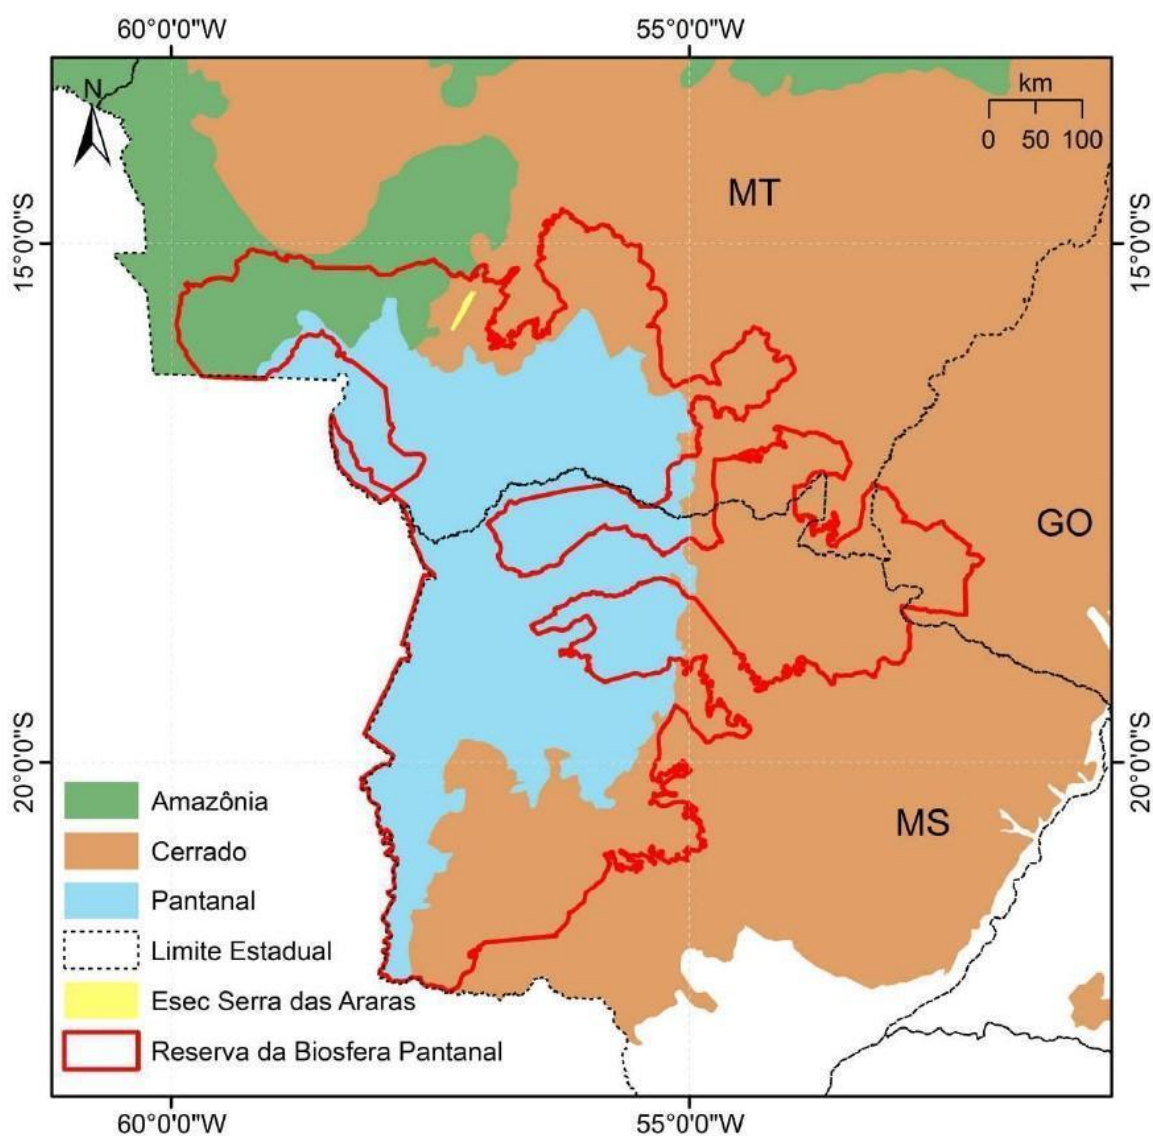 60°0'0"W 55°0'0"W
N
km
0 50 100
MT
15°0'0"S 15°0'0"S
GO
20°0'0"S 20°0'0"S
MS
Amazônia
Cerrado
Pantanal
Limite Estadual
Esec Serra das Araras
Reserva da Biosfera Pantanal
60°0'0"W 55°0'0"W